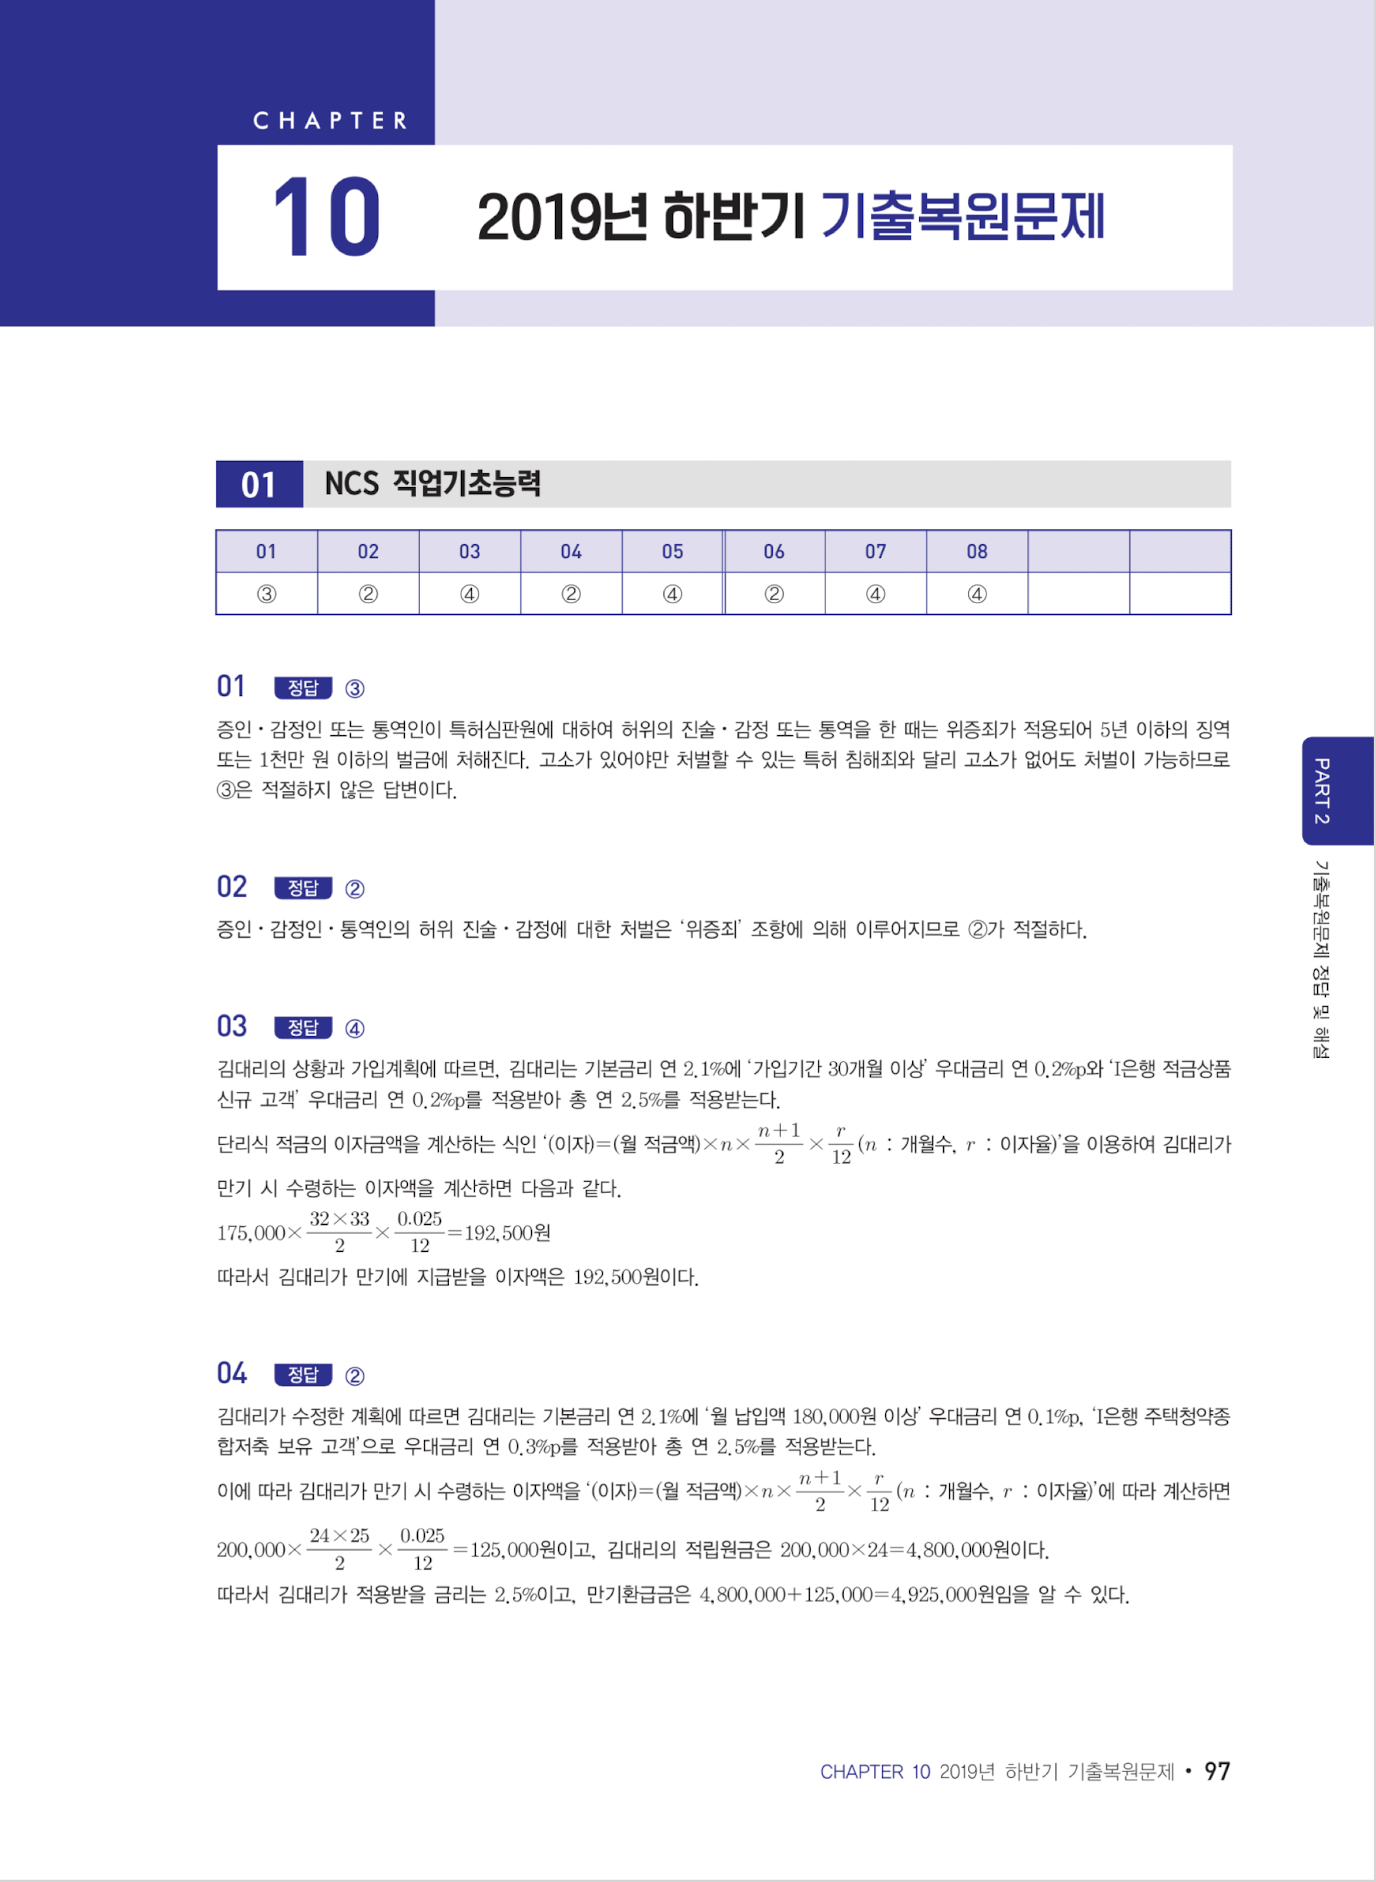 CHAPTER
10
2019년 하반기 기출복원문제
01 NCS 직업기초능력
01 02 03 04 05 06 07 08
③ ② ④ ② ④ ② ④ ④
01 정답 ③
증인 · 감정인 또는 통역인이 특허심판원에 대하여 허위의 진술 · 감정 또는 통역을 한 때는 위증죄가 적용되어 5년 이하의 징역
또는 1천만 원 이하의 벌금에 처해진다. 고소가 있어야만 처벌할 수 있는 특허 침해죄와 달리 고소가 없어도 처벌이 가능하므로
③은 적절하지 않은 답변이다.
02 정답 ②
증인 · 감정인 · 통역인의 허위 진술 · 감정에 대한 처벌은 ‘위증죄’ 조항에 의해 이루어지므로 ②가 적절하다.
03 정답 ④
김대리의 상황과 가입계획에 따르면, 김대리는 기본금리 연 2.1%에 ‘가입기간 30개월 이상’ 우대금리 연 0.2%p와 ‘I은행 적금상품
신규 고객’ 우대금리 연 0.2%p를 적용받아 총 연 2.5%를 적용받는다.
단리식 적금의 이자금액을 계산하는 식인 ‘(이자)=(월 적금액)×n×(n+1)/2×r/12(n : 개월수, r : 이자율)’을 이용하여 김대리가
만기 시 수령하는 이자액을 계산하면 다음과 같다.
175,000×(32×33)/2×0.025/12=192,500원
따라서 김대리가 만기에 지급받을 이자액은 192,500원이다.
04 정답 ②
김대리가 수정한 계획에 따르면 김대리는 기본금리 연 2.1%에 ‘월 납입액 180,000원 이상’ 우대금리 연 0.1%p, ‘I은행 주택청약종
합저축 보유 고객’으로 우대금리 연 0.3%p를 적용받아 총 연 2.5%를 적용받는다.
이에 따라 김대리가 만기 시 수령하는 이자액을 ‘(이자)=(월 적금액)×n×(n+1)/2×r/12(n : 개월수, r : 이자율)’에 따라 계산하면
200,000×(24×25)/2×0.025/12=125,000원이고, 김대리의 적립원금은 200,000×24=4,800,000원이다.
따라서 김대리가 적용받을 금리는 2.5%이고, 만기환급금은 4,800,000+125,000=4,925,000원임을 알 수 있다.
PART 2
기출복원문제 정답 및 해설
CHAPTER 10 2019년 하반기 기출복원문제 • 97